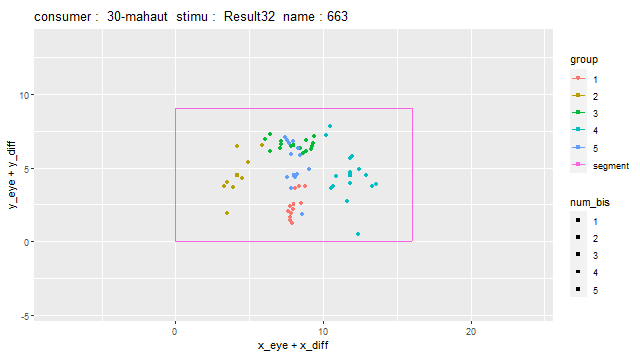 consumer :  30-mahaut  stimu :  Result32  name : 663
y_eye + y_diff
10
5
0
-5
0
10
20
x_eye + x_diff
group
1
2
3
4
5
segment
num_bis
1
2
3
4
5